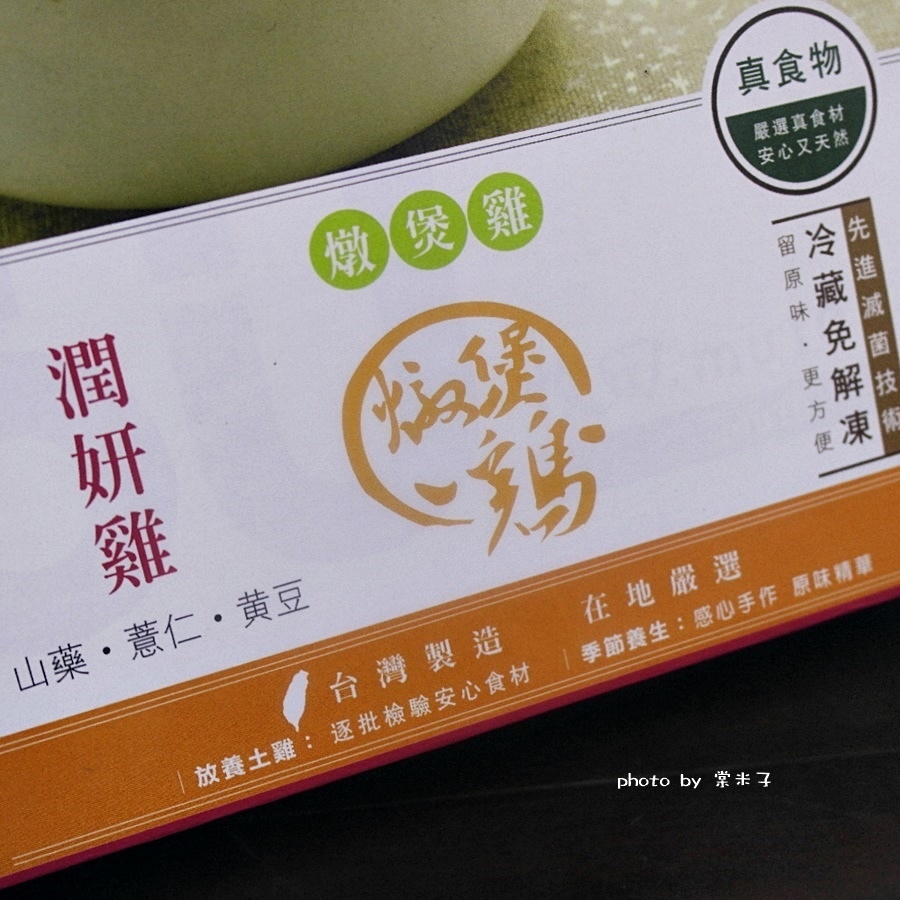 真食物
嚴選真食材
安心又天然
燉煲雞
先進滅菌技術
冷藏免解凍
留原味·更方便
燉煲雞
潤妍雞
山藥·薏仁·黃豆
台灣製造
放養土雞：逐批檢驗安心食材
在地嚴選
季節養生：感心手作 原味精華
photo by 棠米子